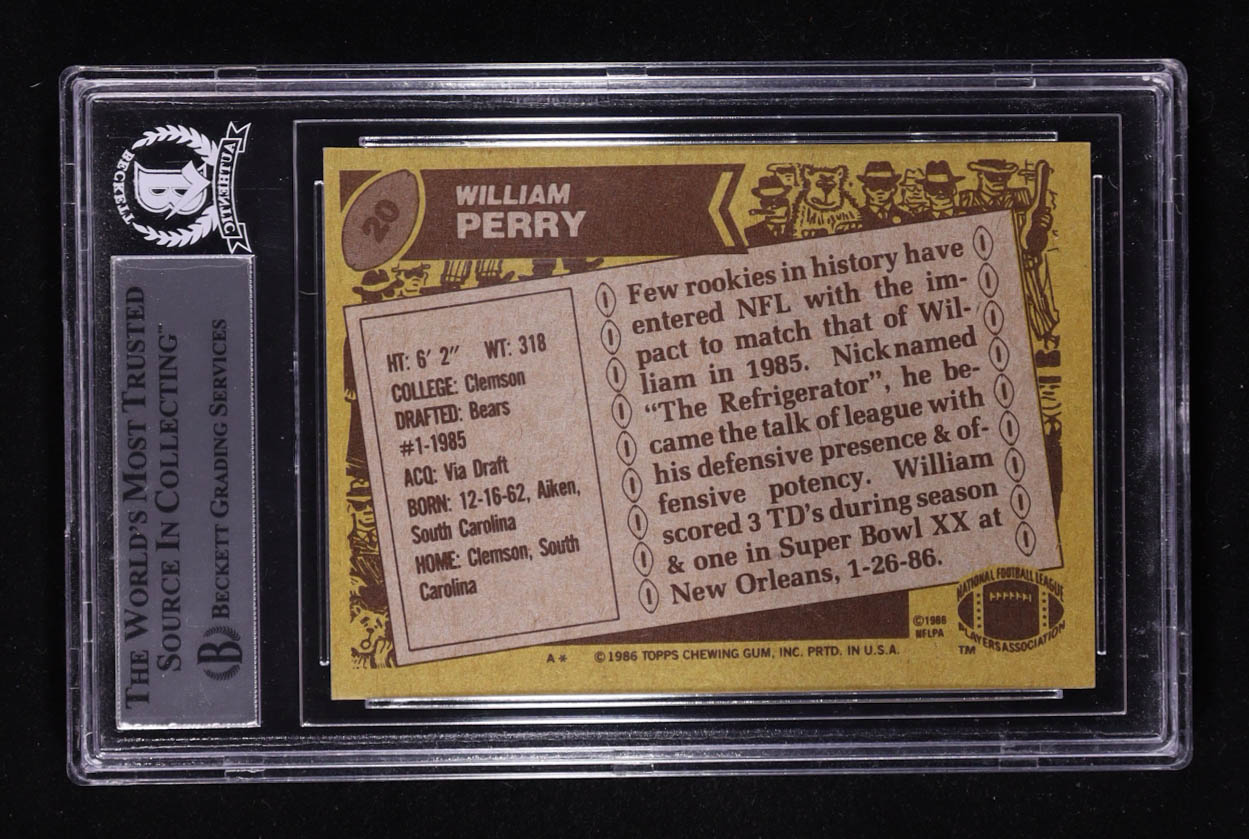 BECKETT AUTHENTIC
B
THE WORLD'S MOST TRUSTED
SOURCE IN COLLECTING"
B BECKETT GRADING SERVICES
20
WILLIAM
PERRY
HT: 6' 2" WT: 318
COLLEGE: Clemson
DRAFTED: Bears
#1-1985
ACQ: Via Draft
BORN: 12-16-62, Aiken,
South Carolina
HOME: Clemson, South
Carolina
Few rookies in history have
entered NFL with the im-
pact to match that of Wil-
liam in 1985. Nicknamed
“The Refrigerator”, he be-
came the talk of league with
his defensive presence & of-
fensive potency. William
scored 3 TD's during season
& one in Super Bowl XX at
New Orleans, 1-26-86.
©1986
NFLPA
NATIONAL FOOTBALL LEAGUE
PLAYERS ASSOCIATION
TM
A* ©1986 TOPPS CHEWING GUM, INC. PRTD. IN U.S.A.